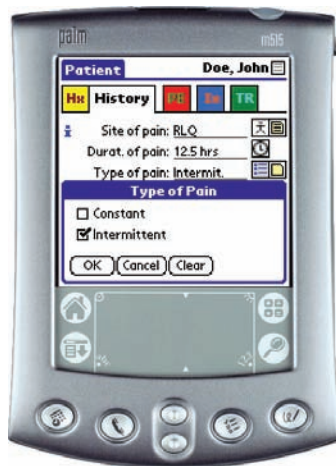 palm
m515
Patient Doe, John
Hx History PE Tx TR
i Site of pain: RLQ
Durat. of pain: 12.5 hrs
Type of pain: Intermit.
Type of Pain
Constant
Intermittent
OK Cancel Clear